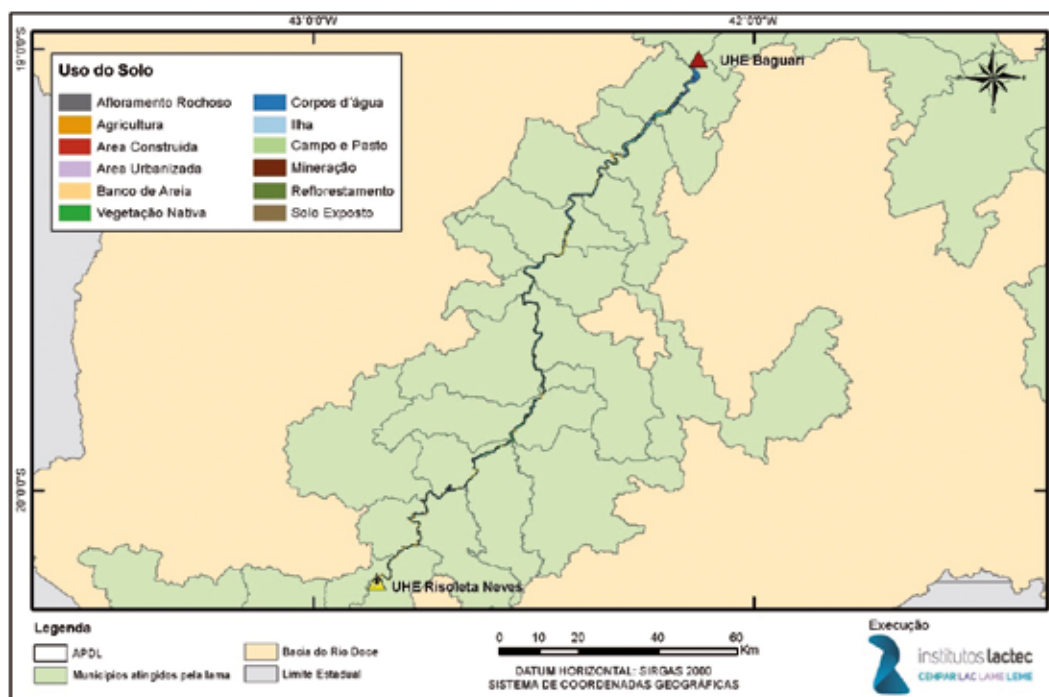 43°0'0"W
42°0'0"W
19°0'0"S
20°0'0"S
UHE Baguari
Uso do Solo
Afloramento Rochoso
Agricultura
Area Construida
Area Urbanizada
Banco de Areia
Vegetação Nativa
Corpos d'água
Ilha
Campo e Pasto
Mineração
Reflorestamento
Solo Exposto
UHE Risoleta Neves
Legenda
APDL
Municípios atingidos pela lama
Bacia do Rio Doce
Limite Estadual
0 10 20 40 60
Km
DATUM HORIZONTAL: SIRGAS 2000
SISTEMA DE COORDENADAS GEOGRÁFICAS
Execução
institutos lactec
CEHPAR LAC LAME LEME